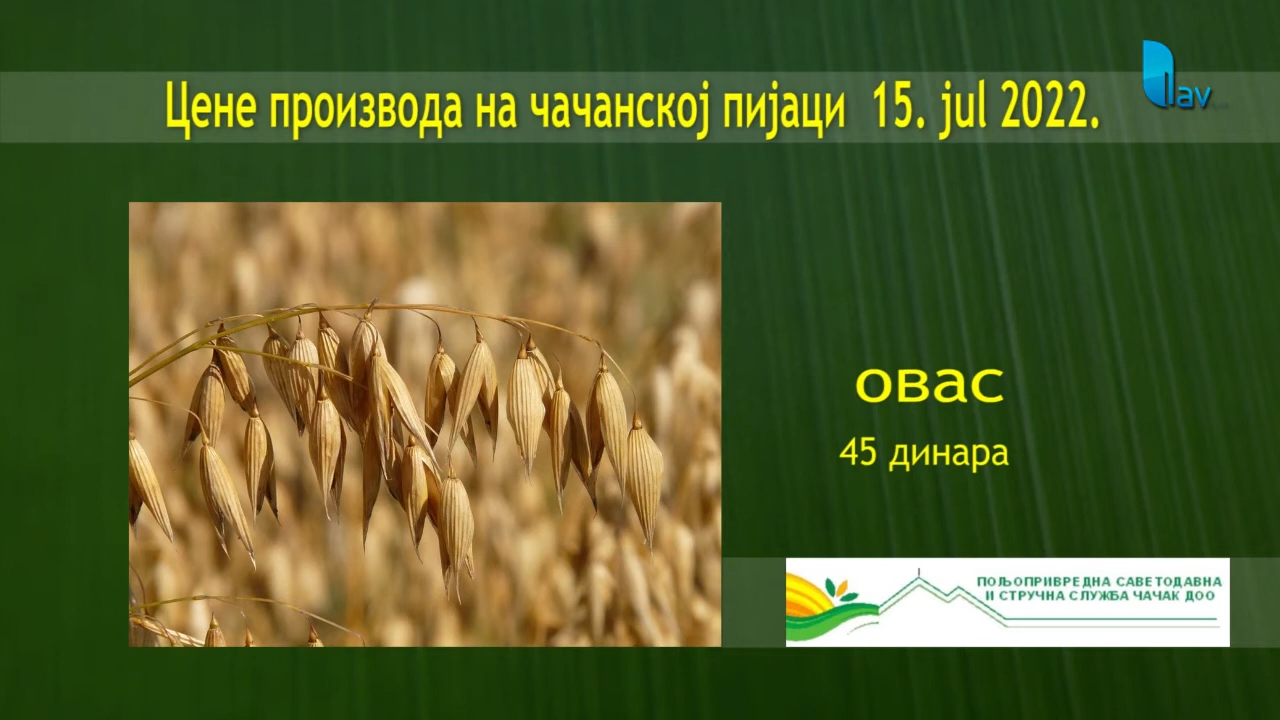 Цене производа на чачанској пијаци 15. jul 2022.
lav
овас
45 динара
ПОЉОПРИВРЕДНА САВЕТОДАВНА
И СТРУЧНА СЛУЖБА ЧАЧАК ДОО